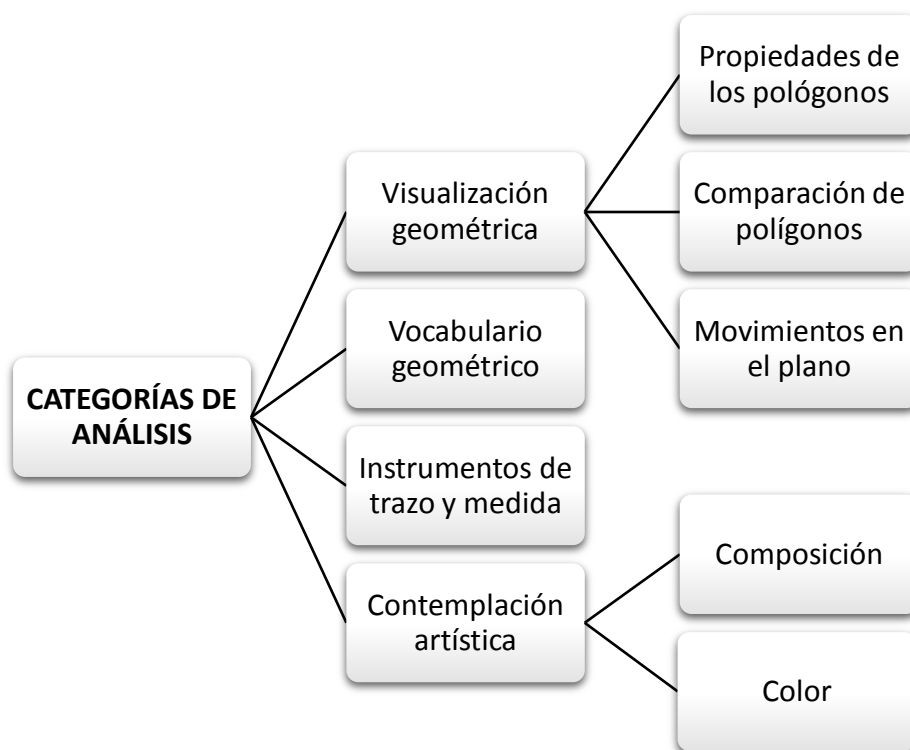 CATEGORÍAS DE
ANÁLISIS
Visualización
geométrica
Propiedades de
los pológonos
Comparación de
polígonos
Movimientos en
el plano
Vocabulario
geométrico
Instrumentos de
trazo y medida
Contemplación
artística
Composición
Color